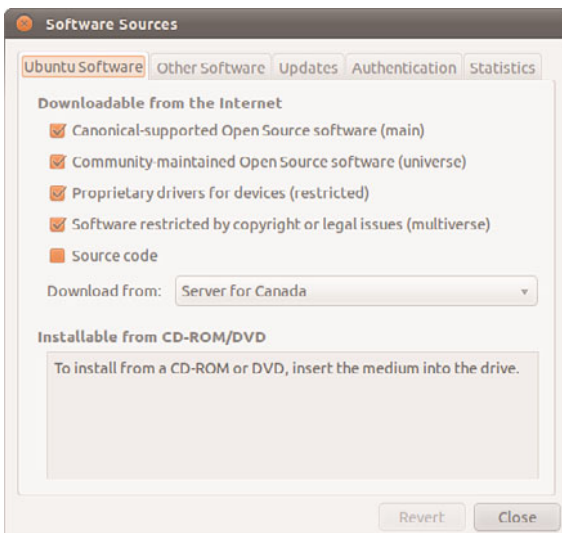 Software Sources
Ubuntu Software Other Software Updates Authentication Statistics
Downloadable from the Internet
Canonical-supported Open Source software (main)
Community-maintained Open Source software (universe)
Proprietary drivers for devices (restricted)
Software restricted by copyright or legal issues (multiverse)
Source code
Download from: Server for Canada
Installable from CD-ROM/DVD
To install from a CD-ROM or DVD, insert the medium into the drive.
Revert Close